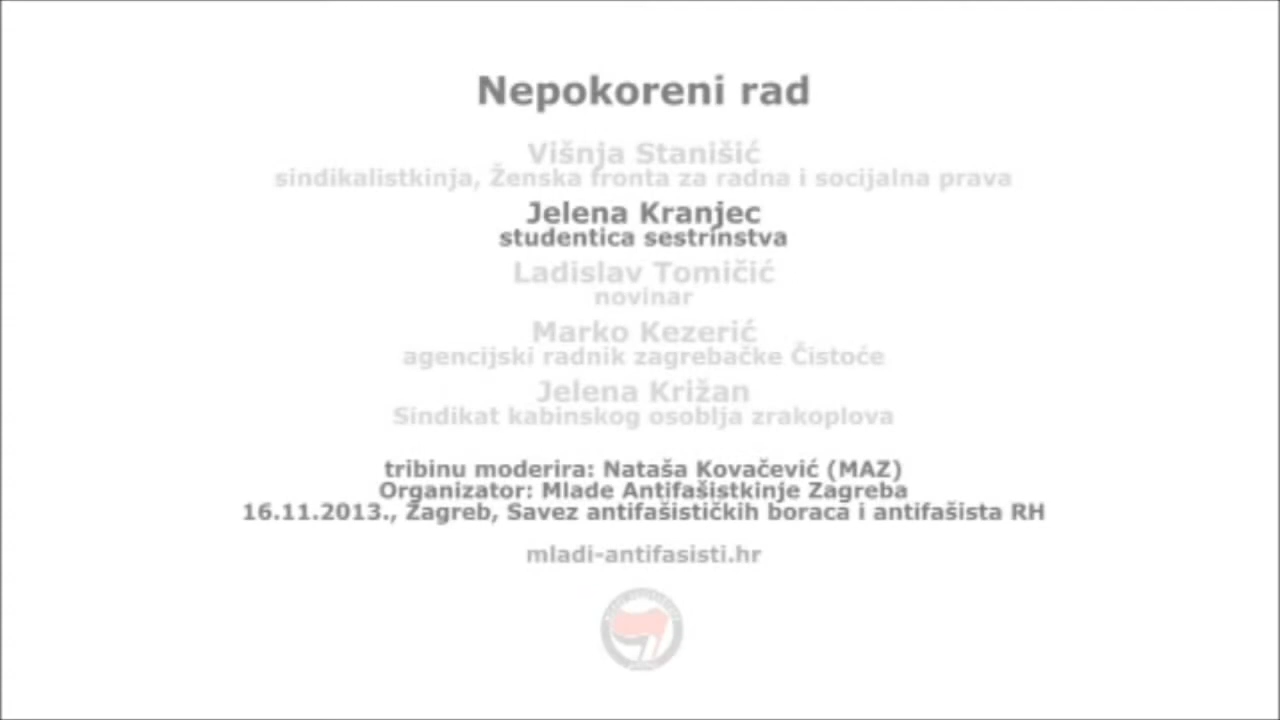 Nepokoreni rad
Višnja Stanišić
sindikalistkinja, Ženska fronta za radna i socijalna prava
Jelena Kranjec
studentica sestrinstva
Ladislav Tomičić
novinar
Marko Kezerić
agencijski radnik zagrebačke Čistoće
Jelena Križan
Sindikat kabinskog osoblja zrakoplova
tribinu moderira: Nataša Kovačević (MAZ)
Organizator: Mlade Antifašistkinje Zagreba
16.11.2013., Zagreb, Savez antifašističkih boraca i antifašista RH
mladi-antifasisti.hr